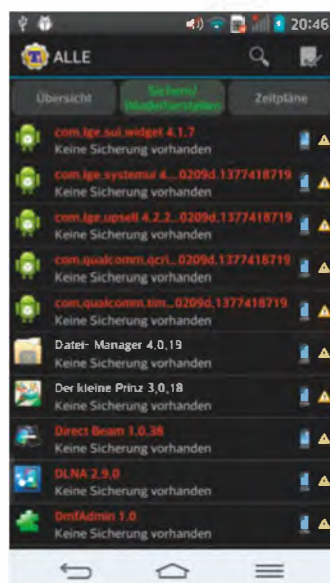 20:46
ALLE
Übersicht
Sichern/
Wiederherstellen
Zeitpläne
com.lge.sui.widget 4.1.7
Keine Sicherung vorhanden
com.lge.systemui 4....0209d.1377418719
Keine Sicherung vorhanden
com.lge.upsell 4.2.2...0209d.1377418719
Keine Sicherung vorhanden
com.qualcomm.qcri...0209d.1377418719
Keine Sicherung vorhanden
com.qualcomm.tim...0209d.1377418719
Keine Sicherung vorhanden
Datei- Manager 4,0,19
Keine Sicherung vorhanden
Der kleine Prinz 3,0,18
Keine Sicherung vorhanden
Direct Beam 1.0.38
Keine Sicherung vorhanden
DLNA 2.9.0
Keine Sicherung vorhanden
DmfAdmin 1.0
Keine Sicherung vorhanden